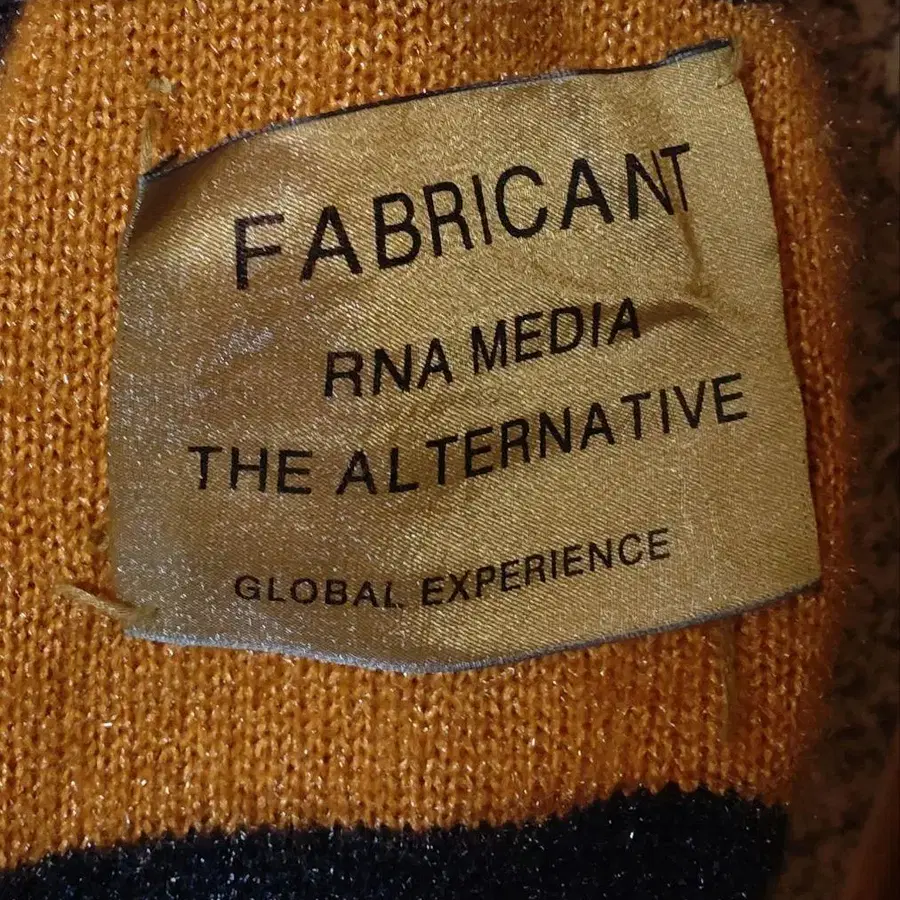 FABRICANT
RNA MEDIA
THE ALTERNATIVE
GLOBAL EXPERIENCE